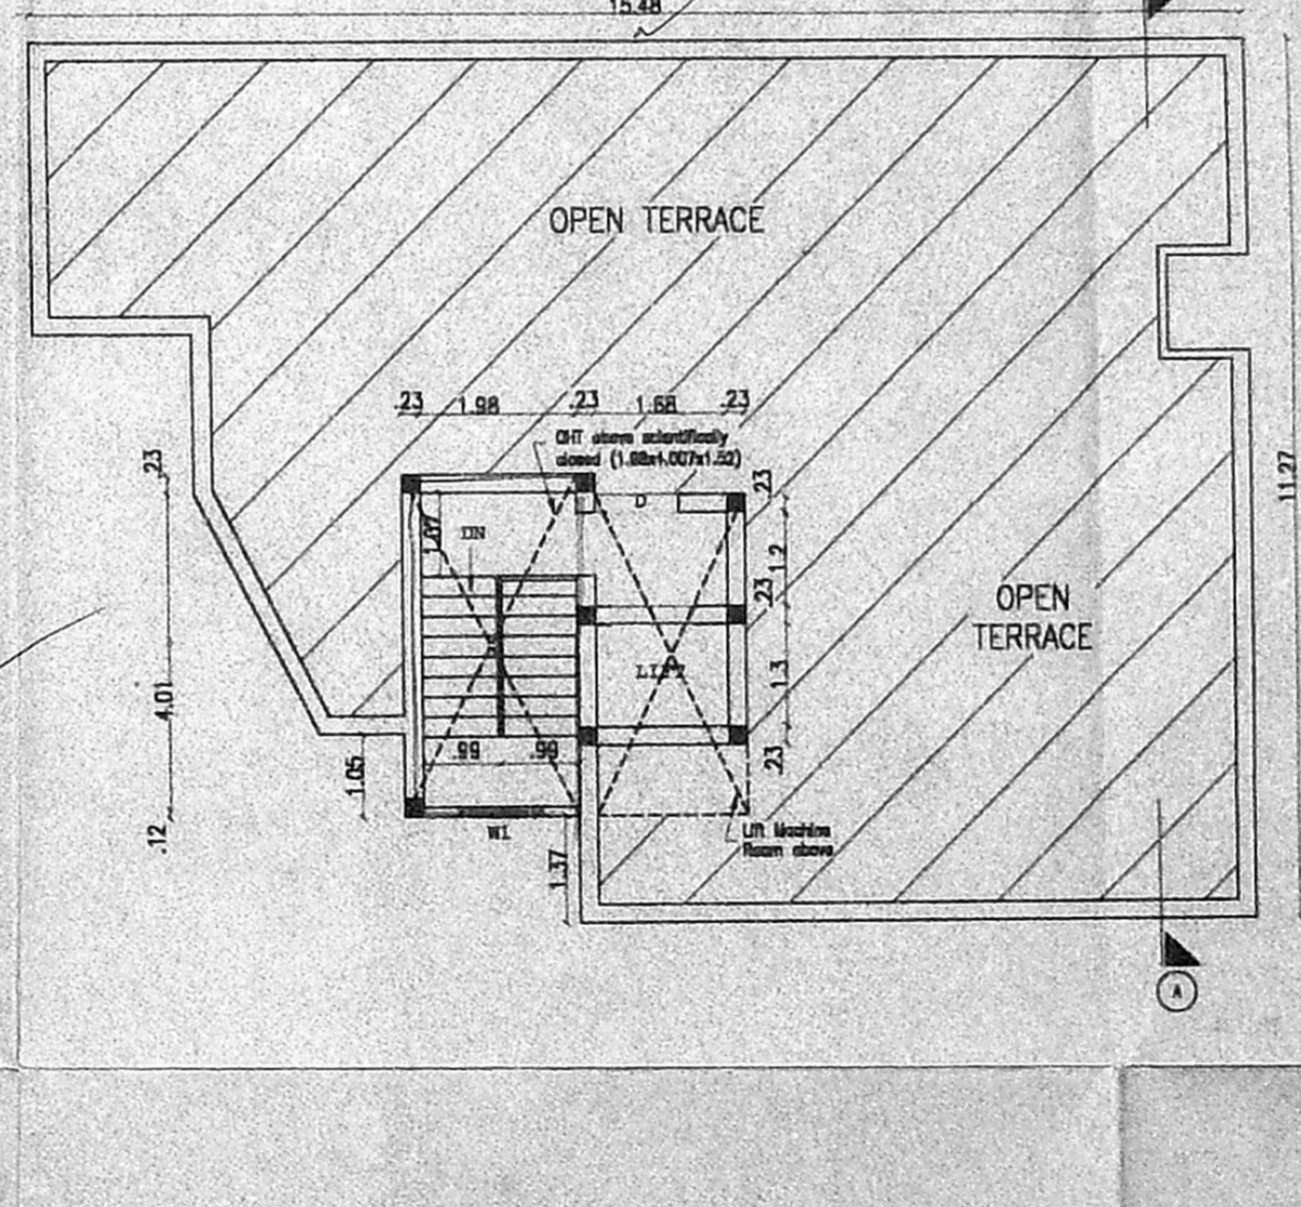 15.48
OPEN TERRACE
.23
1.98
.23
1.68
.23
OHT above scientifically
closed (1.98x1.007x1.52)
.23
.23
D
1.07
DN
1.2
11.27
.23
OPEN
TERRACE
LIFT
1.3
4.01
.99
.99
.23
1.05
.12
W1
Lift Machine
Room above
1.37
A